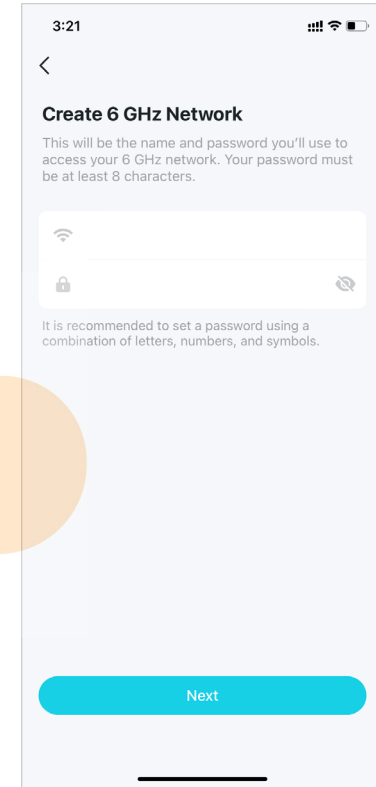 3:21
Create 6 GHz Network
This will be the name and password you'll use to
access your 6 GHz network. Your password must
be at least 8 characters.
It is recommended to set a password using a
combination of letters, numbers, and symbols.
Next